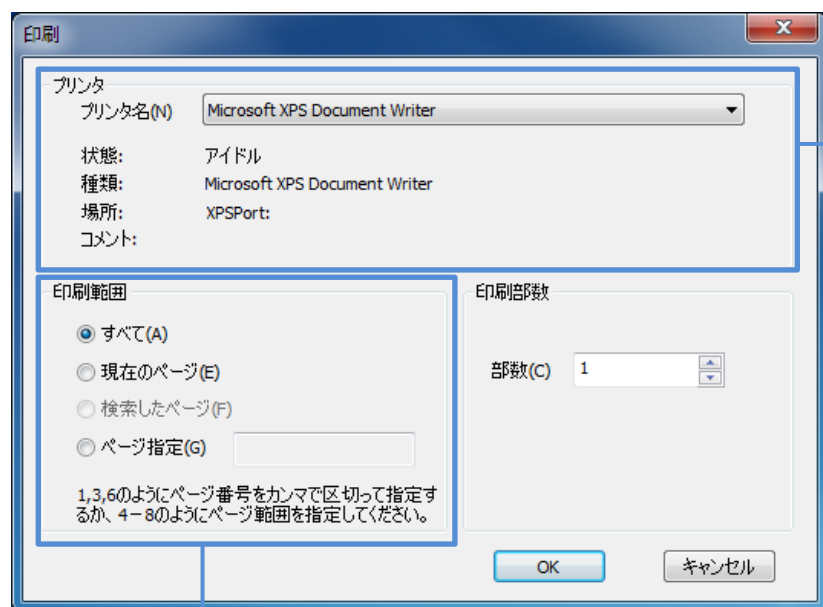 印刷
プリンタ
プリンタ名(N) Microsoft XPS Document Writer
状態: アイドル
種類: Microsoft XPS Document Writer
場所: XPSPort:
コメント:
印刷範囲
すべて(A)
現在のページ(E)
検索したページ(F)
ページ指定(G)
1,3,6のようにページ番号をカンマで区切って指定す
るか、4－8のようにページ範囲を指定してください。
印刷部数
部数(C) 1
OK キャンセル